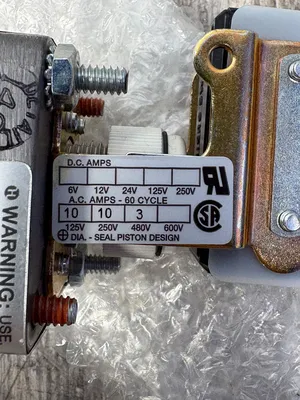 D.C. AMPS
6V 12V 24V 125V 250V
A.C. AMPS - 60 CYCLE
10 10 3
125V 250V 480V 600V
DIA. - SEAL PISTON DESIGN
WARNING: USE